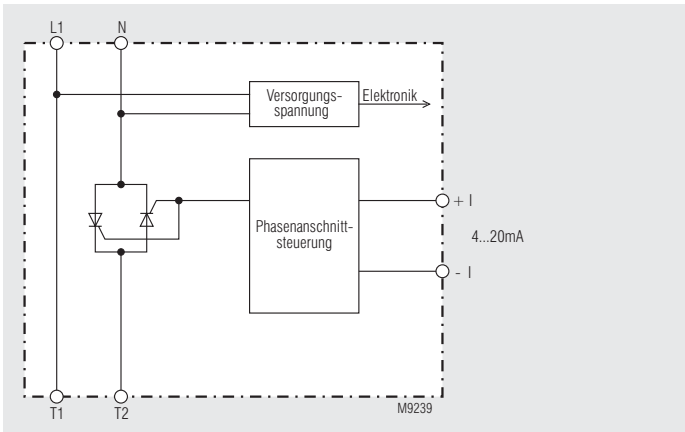 L1 N
Versorgungs-
spannung
Elektronik
Phasenanschnitt-
steuerung
+ I
4...20mA
- I
M9239
T1 T2